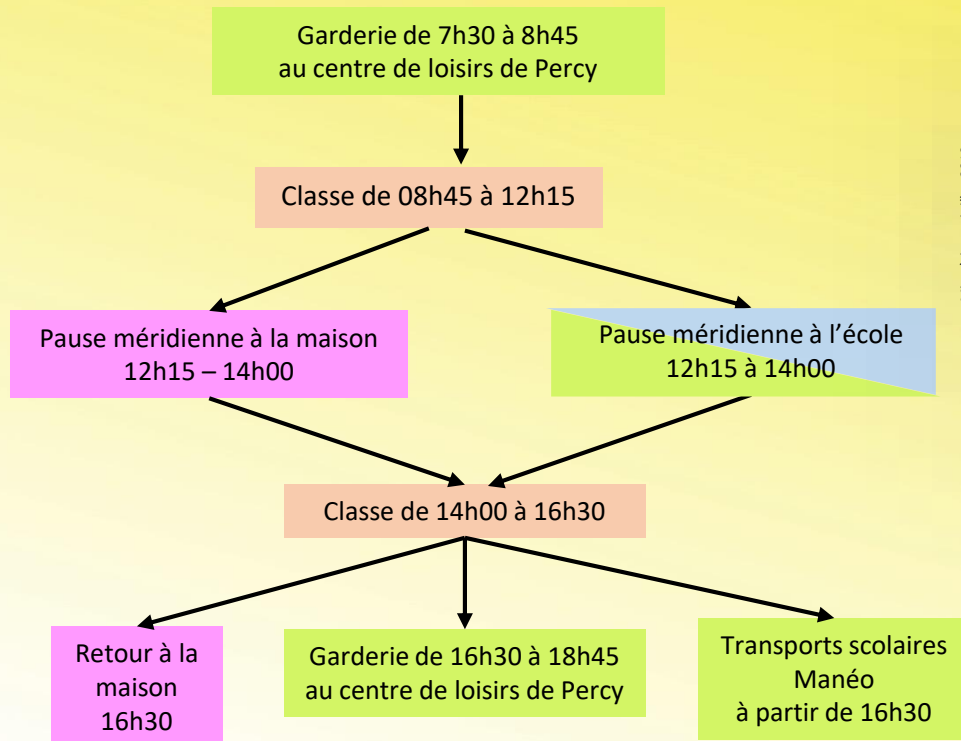 Garderie de 7h30 à 8h45
au centre de loisirs de Percy
Classe de 08h45 à 12h15
Pause méridienne à la maison
12h15 – 14h00
Pause méridienne à l’école
12h15 à 14h00
Classe de 14h00 à 16h30
Retour à la
maison
16h30
Garderie de 16h30 à 18h45
au centre de loisirs de Percy
Transports scolaires
Manéo
à partir de 16h30